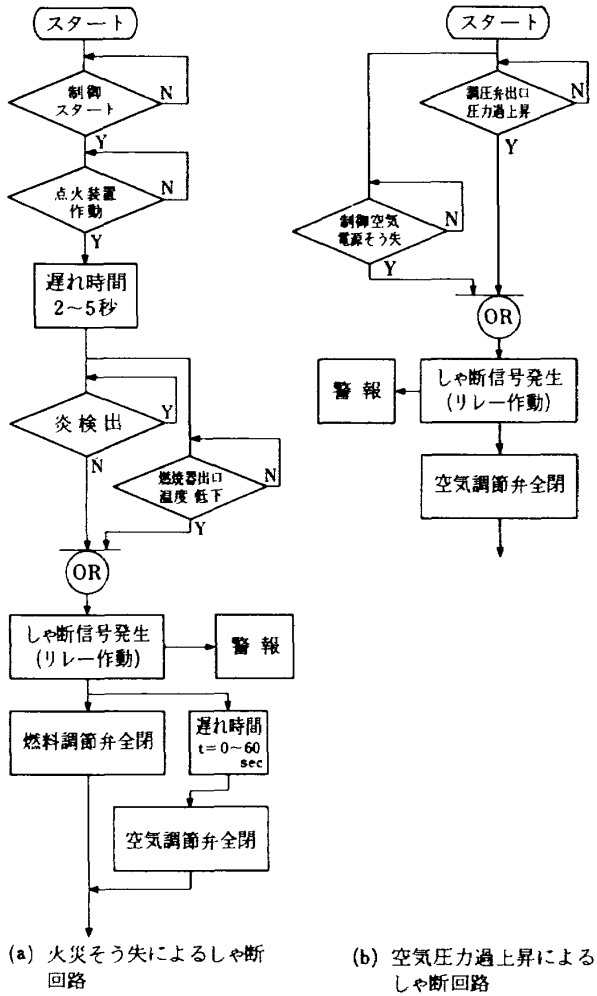 スタート
制御
スタート
N
Y
点火装置
作動
N
Y
遅れ時間
2～5秒
炎検出
Y
N
燃焼器出口
温度低下
N
Y
OR
しゃ断信号発生
(リレー作動)
警報
燃料調節弁全閉
遅れ時間
t=0～60
sec
空気調節弁全閉
(a) 火災そう失によるしゃ断
回路
スタート
調圧弁出口
圧力過上昇
N
Y
制御空気
電源そう失
N
Y
OR
警報
しゃ断信号発生
(リレー作動)
空気調節弁全閉
(b) 空気圧力過上昇による
しゃ断回路